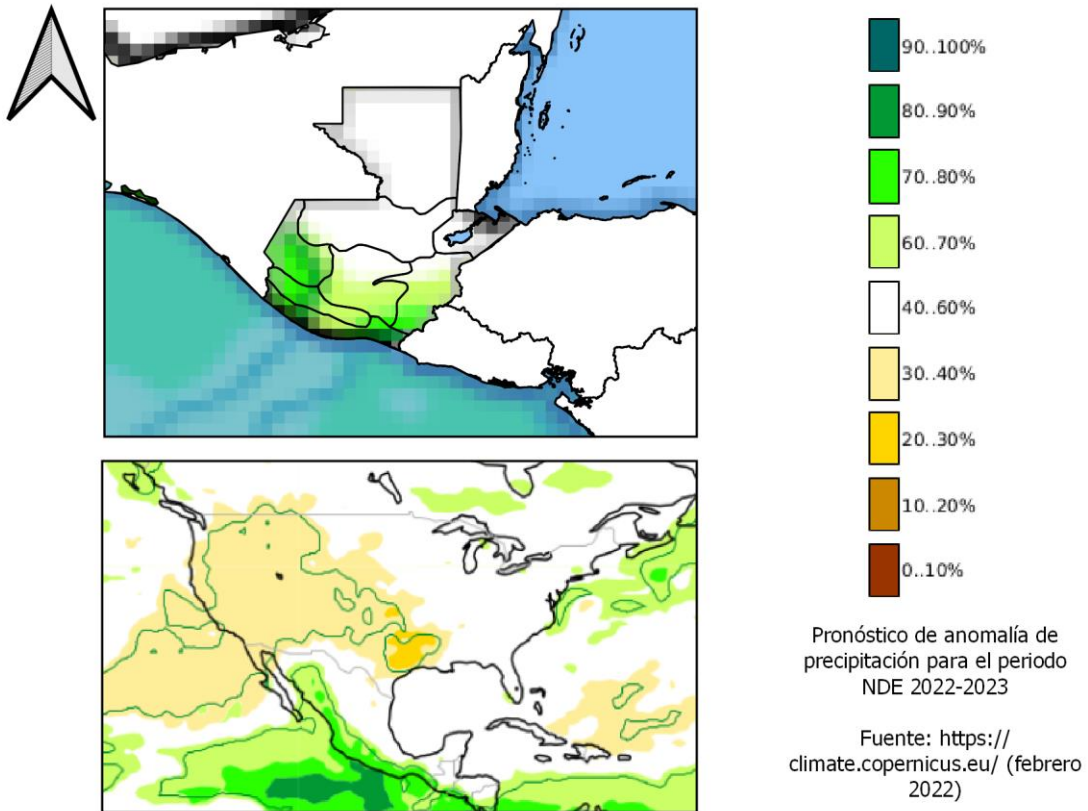 90..100%
80..90%
70..80%
60..70%
40..60%
30..40%
20..30%
10..20%
0..10%
Pronóstico de anomalía de
precipitación para el periodo
NDE 2022-2023
Fuente: https://
climate.copernicus.eu/ (febrero
2022)